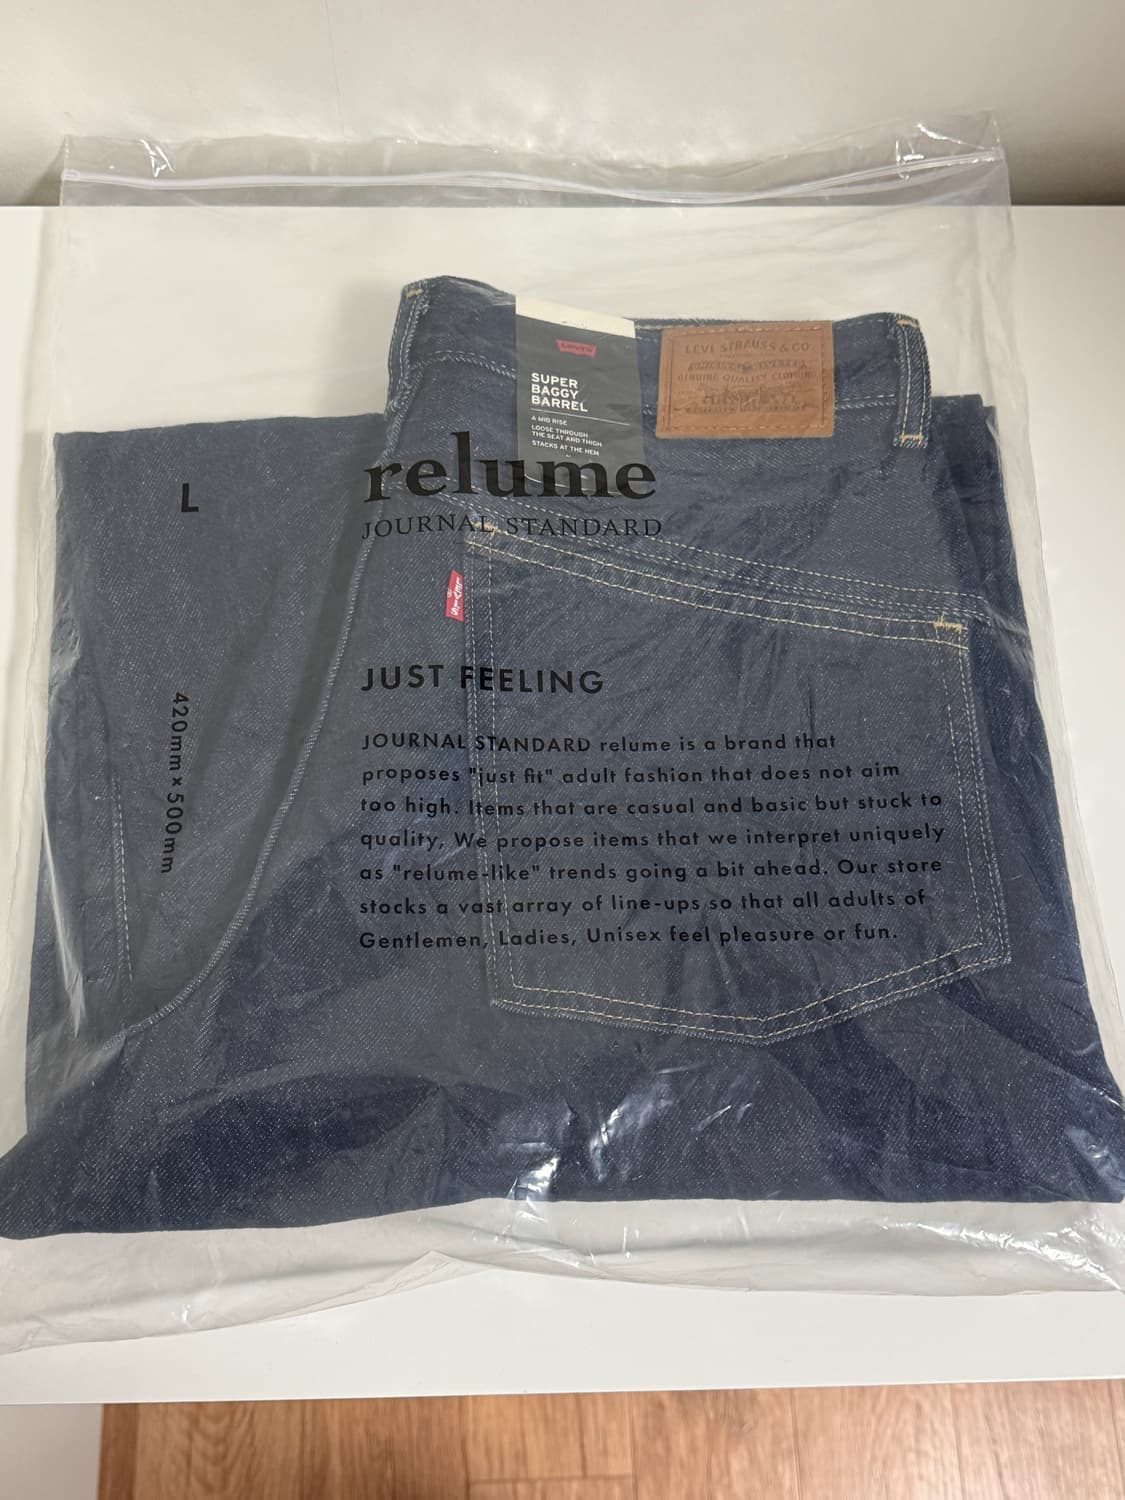 Levi's
SUPER
BAGGY
BARREL
A MID RISE
LOOSE THROUGH
THE SEAT AND THIGH
STACKS AT THE HEM
LEVI STRAUSS & CO
GENUINE QUALITY CLOTHING
relume
JOURNAL STANDARD
L
LEVI'S
JUST FEELING
420mm×500mm
JOURNAL STANDARD relume is a brand that
proposes "just fit" adult fashion that does not aim
too high. Items that are casual and basic but stuck to
quality, We propose items that we interpret uniquely
as "relume-like" trends going a bit ahead. Our store
stocks a vast array of line-ups so that all adults of
Gentlemen, Ladies, Unisex feel pleasure or fun.